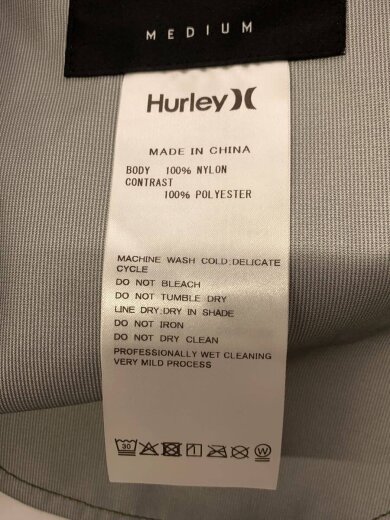 MEDIUM
Hurley
MADE IN CHINA
BODY 100% NYLON
CONTRAST
100% POLYESTER
MACHINE WASH COLD:DELICATE
CYCLE
DO NOT BLEACH
DO NOT TUMBLE DRY
LINE DRY:DRY IN SHADE
DO NOT IRON
DO NOT DRY CLEAN
PROFESSIONALLY WET CLEANING
VERY MILD PROCESS
30 W